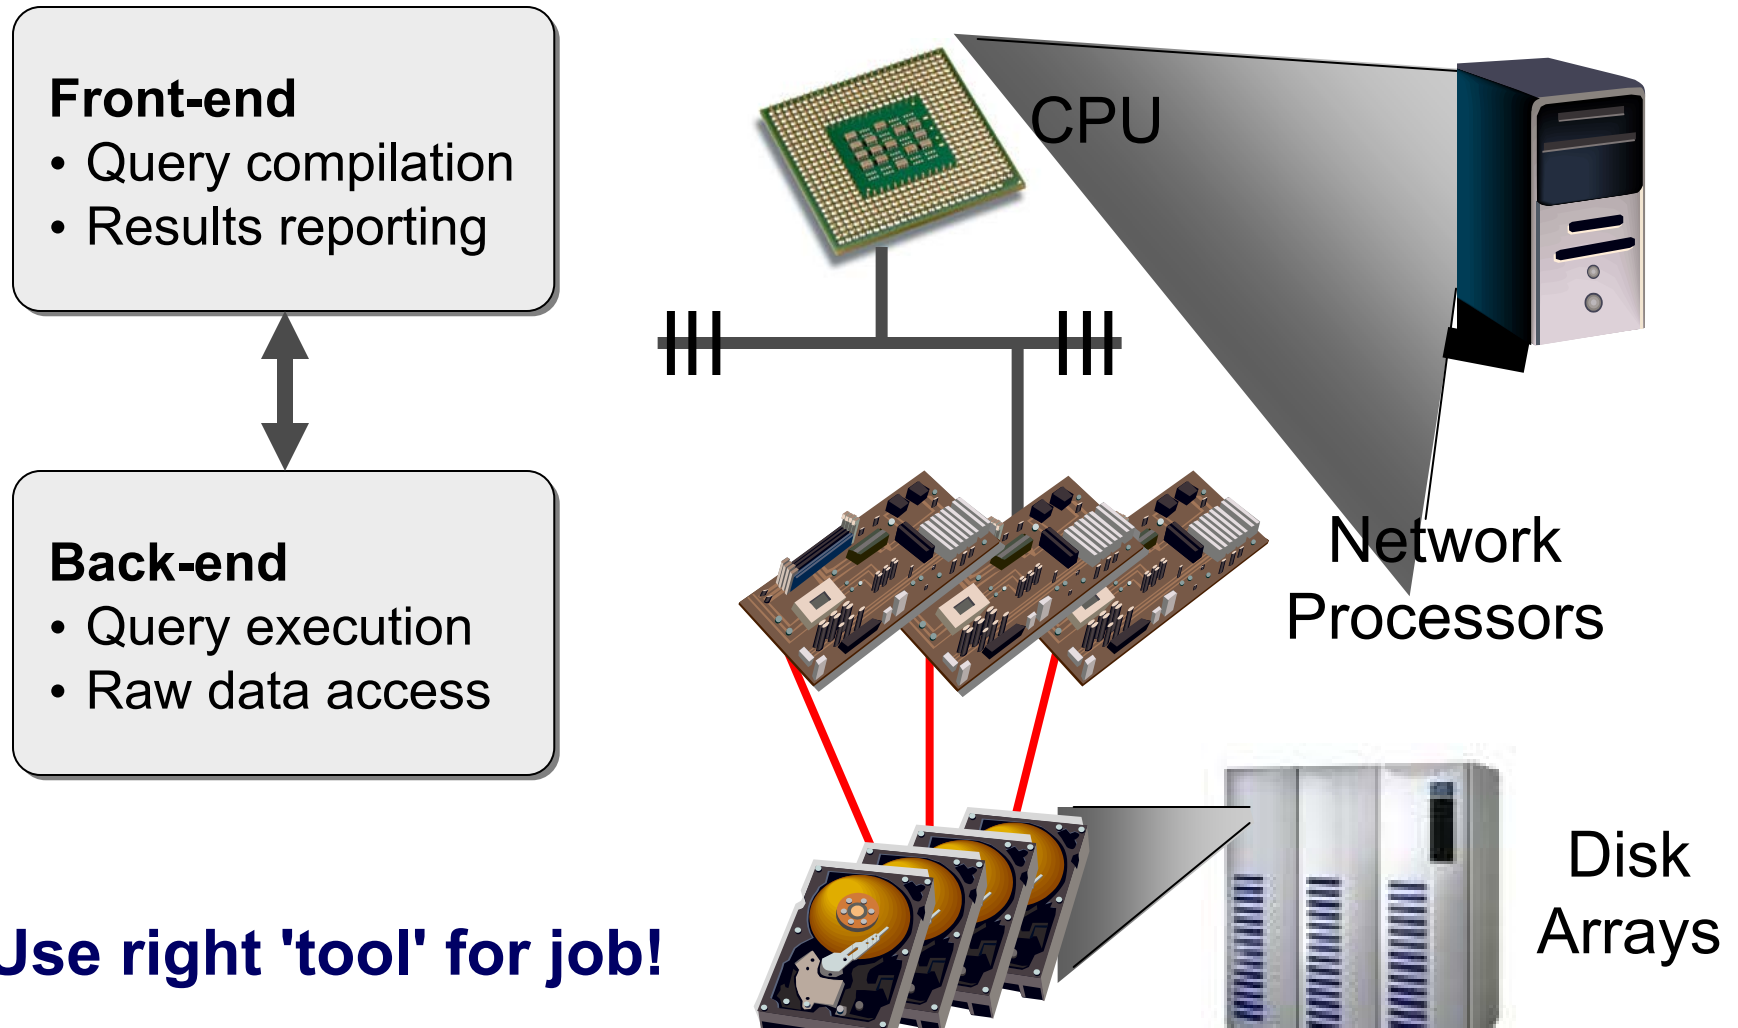 Front-end
• Query compilation
• Results reporting
CPU
Back-end
• Query execution
• Raw data access
Network
Processors
Disk
Arrays
Use right 'tool' for job!